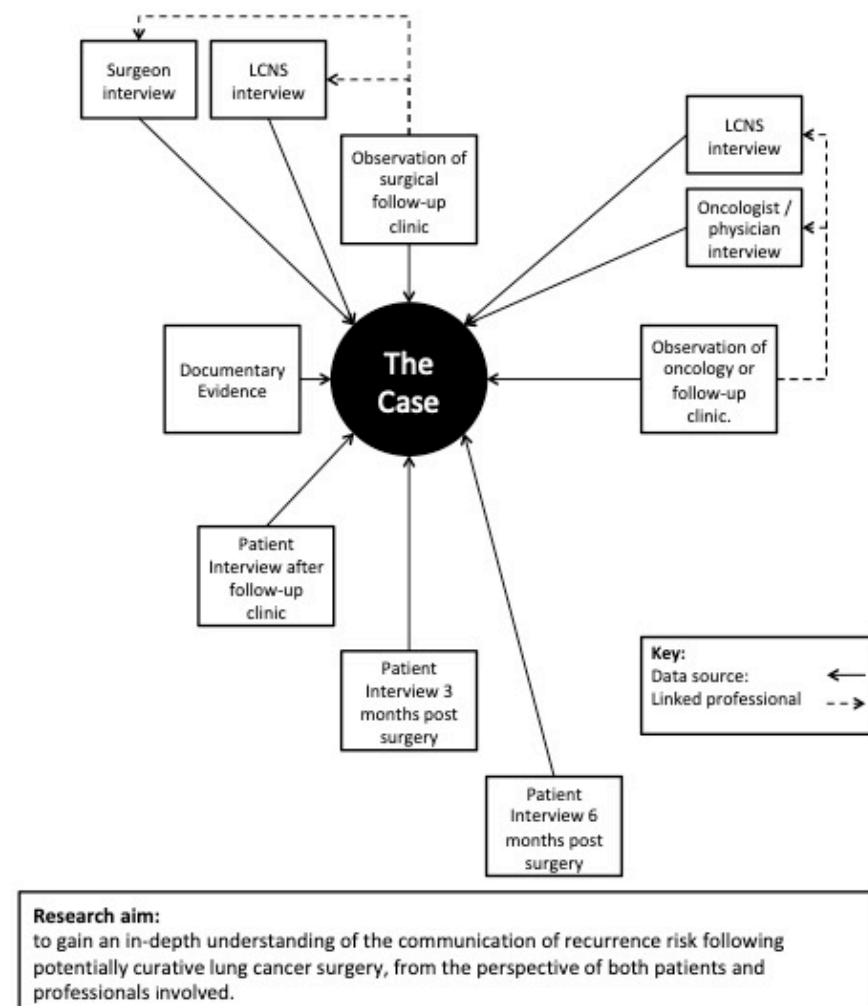 Surgeon
interview
LCNS
interview
Observation of
surgical
follow-up
clinic
LCNS
interview
Oncologist /
physician
interview
Documentary
Evidence
The
Case
Observation of
oncology or
follow-up
clinic.
Patient
Interview after
follow-up
clinic
Patient
Interview 3
months post
surgery
Patient
Interview 6
months post
surgery
Key:
Data source:
Linked professional
Research aim:
to gain an in-depth understanding of the communication of recurrence risk following
potentially curative lung cancer surgery, from the perspective of both patients and
professionals involved.